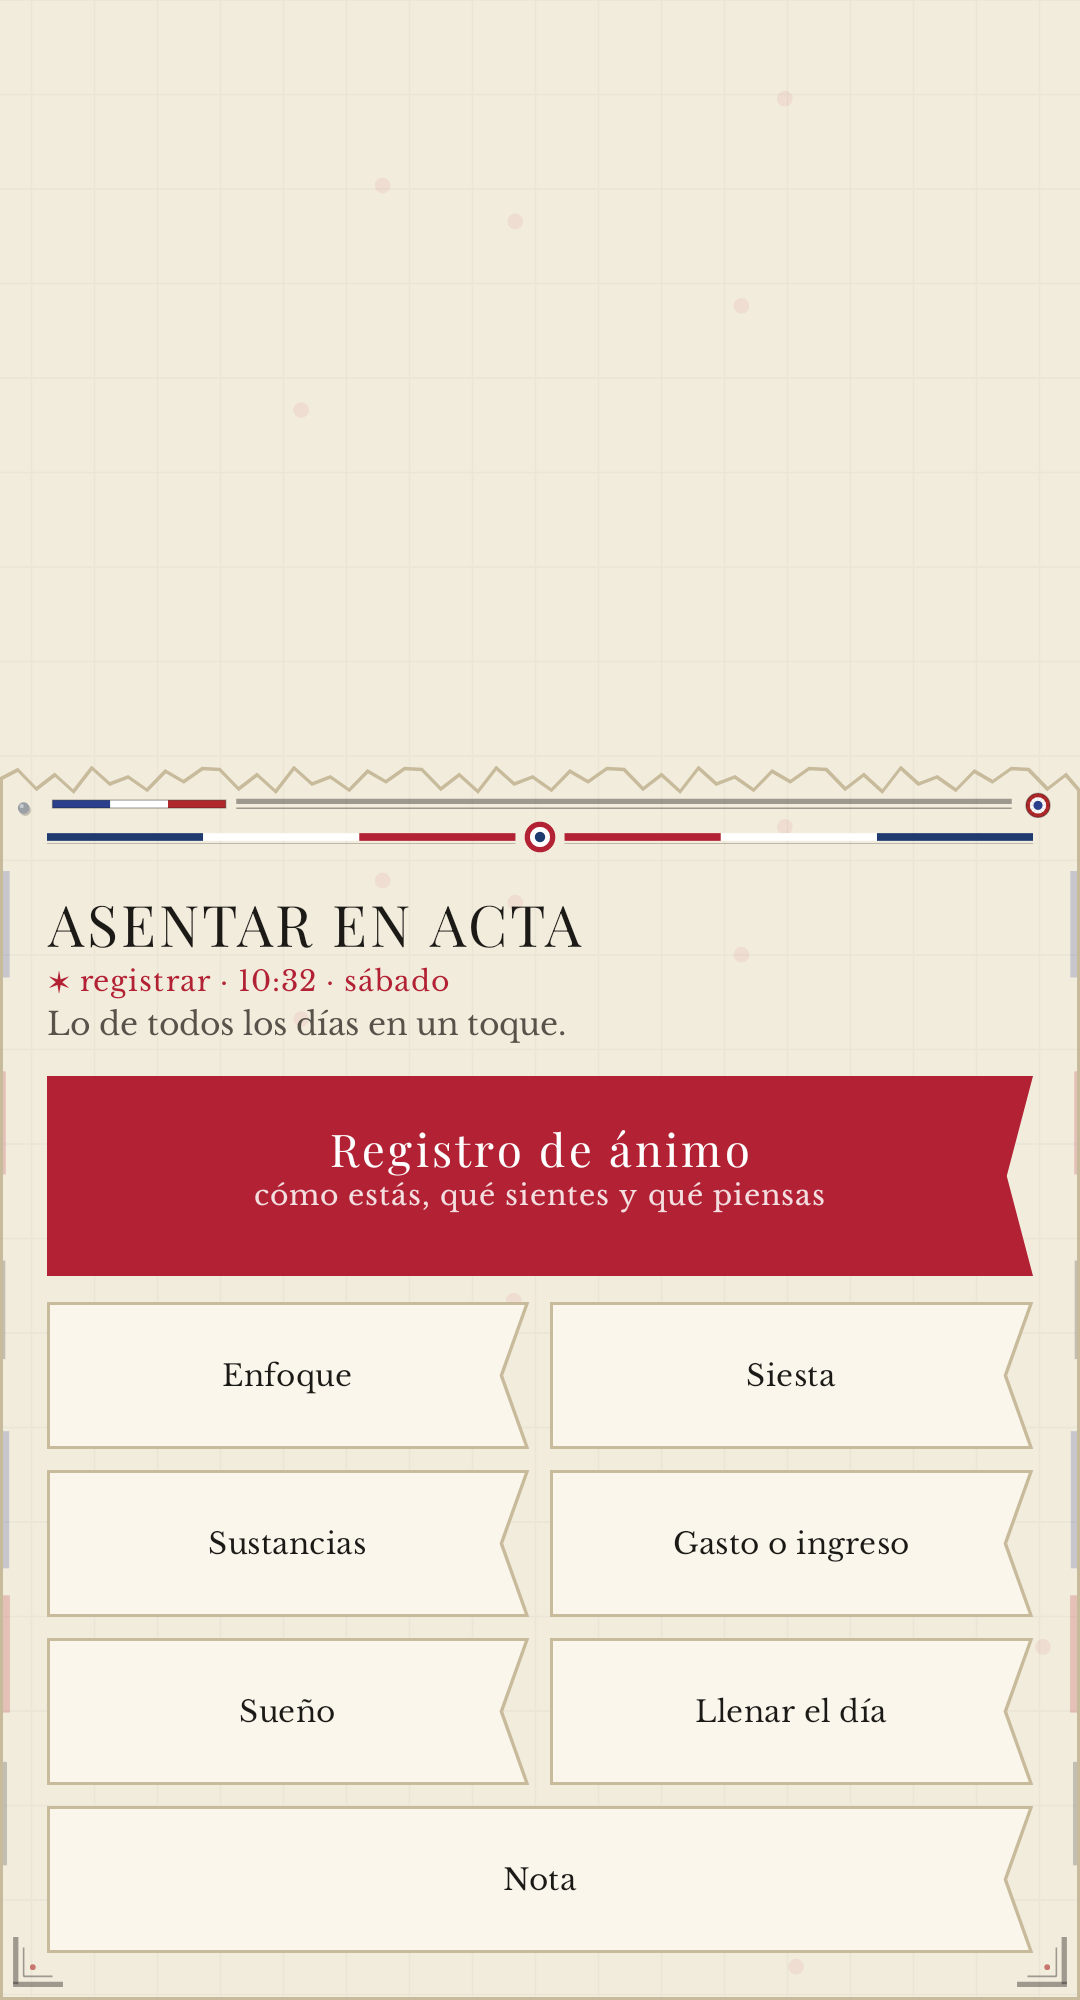 ASENTAR EN ACTA
✶ registrar · 10:32 · sábado
Lo de todos los días en un toque.
Registro de ánimo
cómo estás, qué sientes y qué piensas
Enfoque
Siesta
Sustancias
Gasto o ingreso
Sueño
Llenar el día
Nota